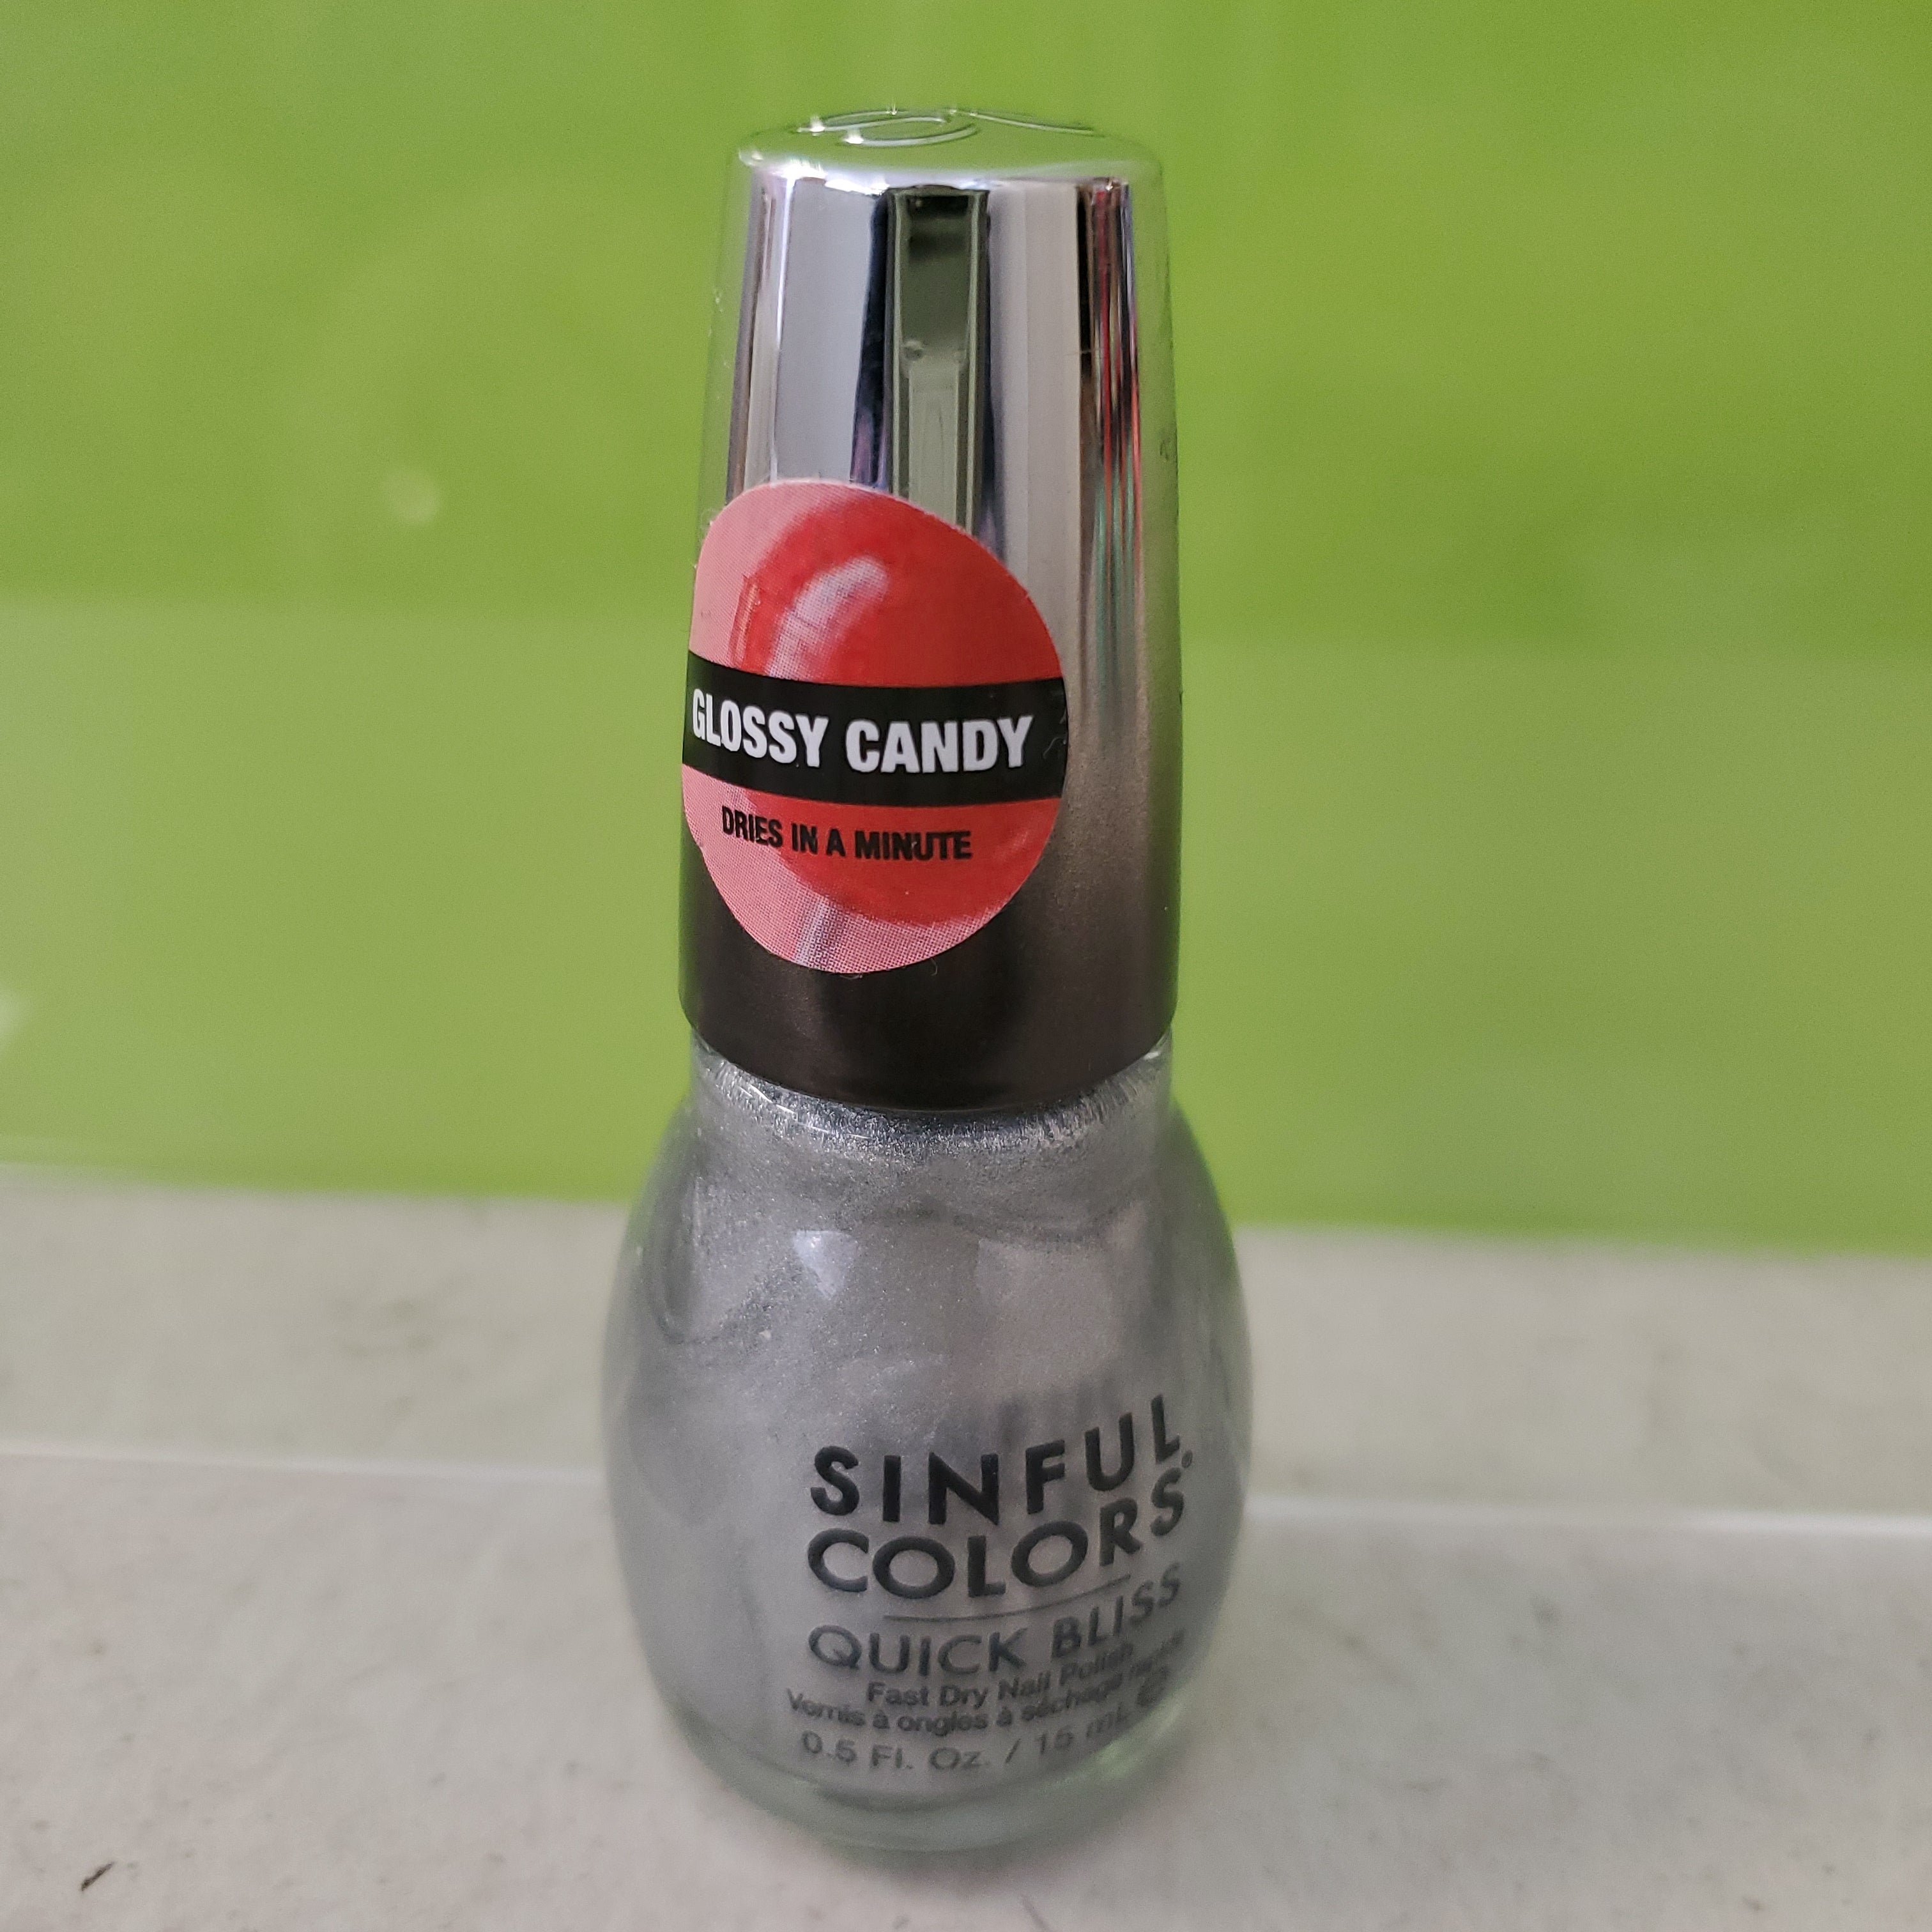 GLOSSY CANDY
DRIES IN A MINUTE
SINFUL
COLORS®
QUICK BLISS
Fast Dry Nail Polish
Vernis à ongles à séchage rapide
0.5 Fl. Oz. / 15 mL ℮